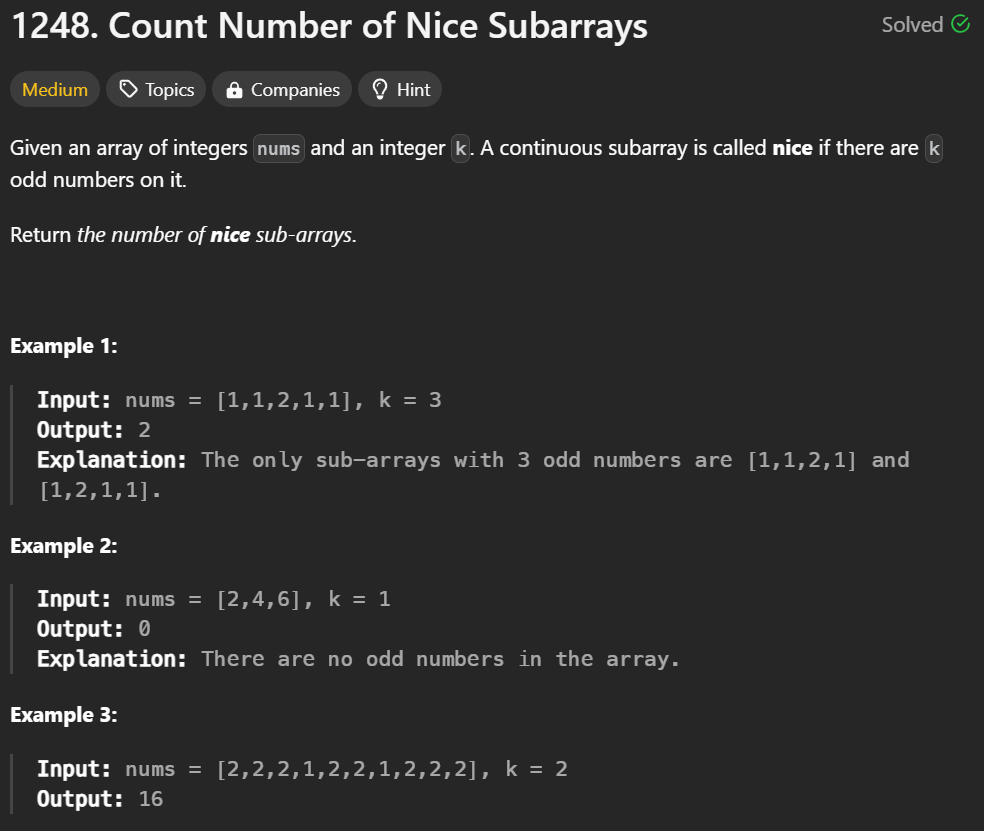 1248. Count Number of Nice Subarrays
Solved
Medium Topics Companies Hint
Given an array of integers nums and an integer k. A continuous subarray is called nice if there are k
odd numbers on it.
Return the number of nice sub-arrays.
Example 1:
Input: nums = [1,1,2,1,1], k = 3
Output: 2
Explanation: The only sub-arrays with 3 odd numbers are [1,1,2,1] and
[1,2,1,1].
Example 2:
Input: nums = [2,4,6], k = 1
Output: 0
Explanation: There are no odd numbers in the array.
Example 3:
Input: nums = [2,2,2,1,2,2,1,2,2,2], k = 2
Output: 16